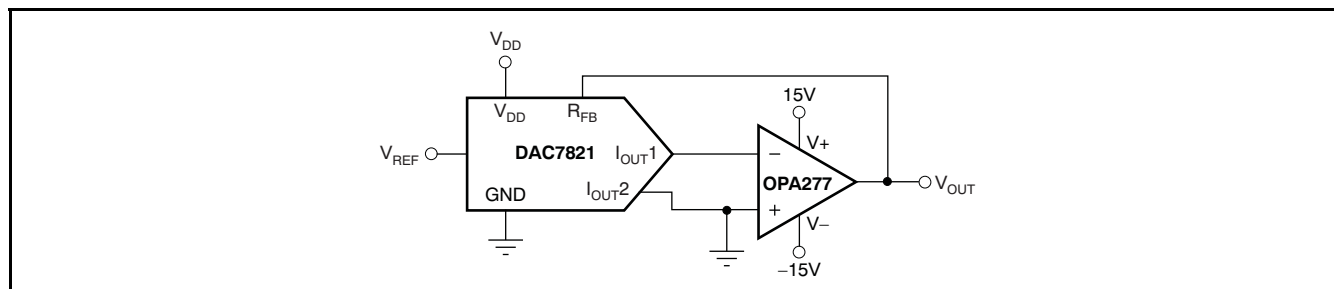 V_DD
V_DD R_FB
15V
V+
V_REF DAC7821 I_OUT1 −
OPA277 V_OUT
GND I_OUT2 +
V−
−15V